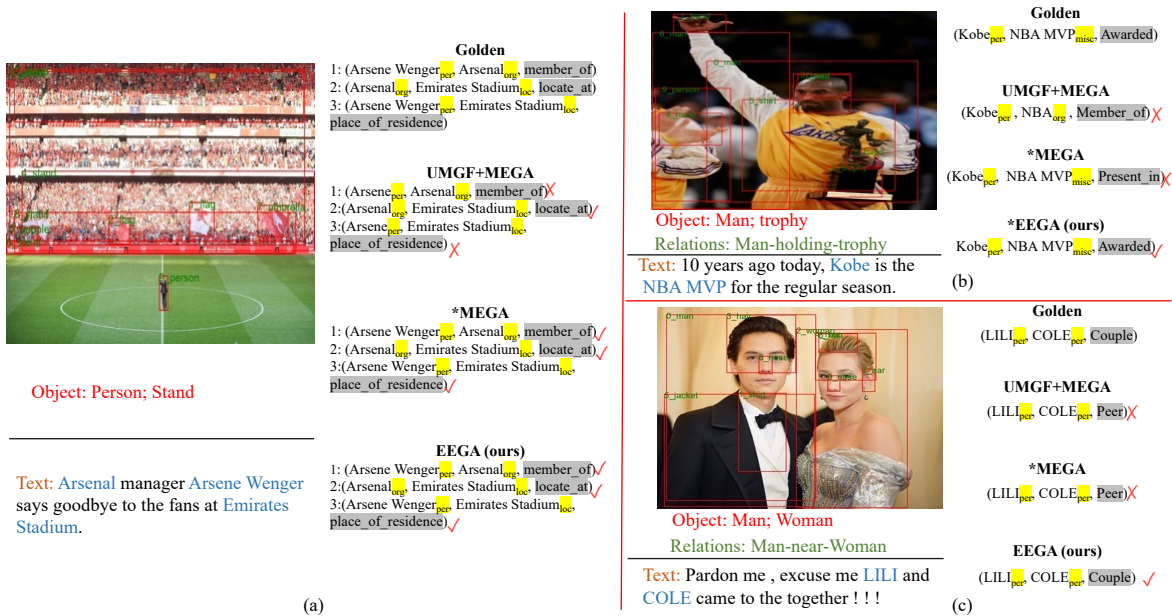 Golden
1: (Arsene Wenger per, Arsenal org, member_of)
2: (Arsenal org, Emirates Stadium loc, locate_at)
3: (Arsene Wenger per, Emirates Stadium loc,
place_of_residence)
UMGF+MEGA
1: (Arsene per, Arsenal org, member_of)
2:(Arsenal org, Emirates Stadium loc, locate_at)
3:(Arsene per, Emirates Stadium loc,
place_of_residence)
*MEGA
1: (Arsene Wenger per, Arsenal org, member_of)
2: (Arsenal org, Emirates Stadium loc, locate_at)
3:(Arsene Wenger per, Emirates Stadium loc,
place_of_residence)
EEGA (ours)
1: (Arsene Wenger per, Arsenal org, member_of)
2:(Arsenal org, Emirates Stadium loc, locate_at)
3:(Arsene Wenger per, Emirates Stadium loc,
place_of_residence)
person
Object: Person; Stand
Text: Arsenal manager Arsene Wenger
says goodbye to the fans at Emirates
Stadium.
(a)
0_man
9_person
LAKERS
Object: Man; trophy
Relations: Man-holding-trophy
Text: 10 years ago today, Kobe is the
NBA MVP for the regular season.
Golden
(Kobe per, NBA MVP misc, Awarded)
UMGF+MEGA
(Kobe per , NBA org , Member_of)
*MEGA
(Kobe per, NBA MVP misc, Present_in)
*EEGA (ours)
Kobe per, NBA MVP misc, Awarded)
(b)
0_man
3_hair
2_woman
5_jacket
Object: Man; Woman
Relations: Man-near-Woman
Text: Pardon me , excuse me LILI and
COLE came to the together ! ! !
Golden
(LILI per, COLE per, Couple)
UMGF+MEGA
(LILI per, COLE per, Peer)
*MEGA
(LILI per, COLE per, Peer)
EEGA (ours)
(LILI per, COLE per, Couple)
(c)